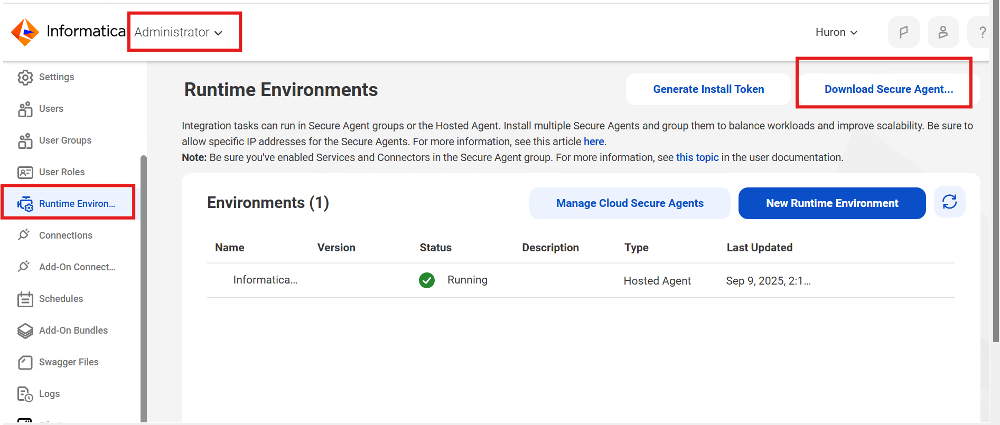 Informatica
Administrator
Huron
?
Settings
Users
User Groups
User Roles
Runtime Environ...
Connections
Add-On Connect...
Schedules
Add-On Bundles
Swagger Files
Logs
Runtime Environments
Generate Install Token
Download Secure Agent...
Integration tasks can run in Secure Agent groups or the Hosted Agent. Install multiple Secure Agents and group them to balance workloads and improve scalability. Be sure to
allow specific IP addresses for the Secure Agents. For more information, see this article here.
Note: Be sure you've enabled Services and Connectors in the Secure Agent group. For more information, see this topic in the user documentation.
Environments (1)
Manage Cloud Secure Agents
New Runtime Environment
Name Version Status Description Type Last Updated
Informatica... Running Hosted Agent Sep 9, 2025, 2:1...